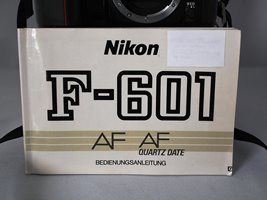 Nikon
F-601
AF AF
QUARTZ DATE
BEDIENUNGSANLEITUNG